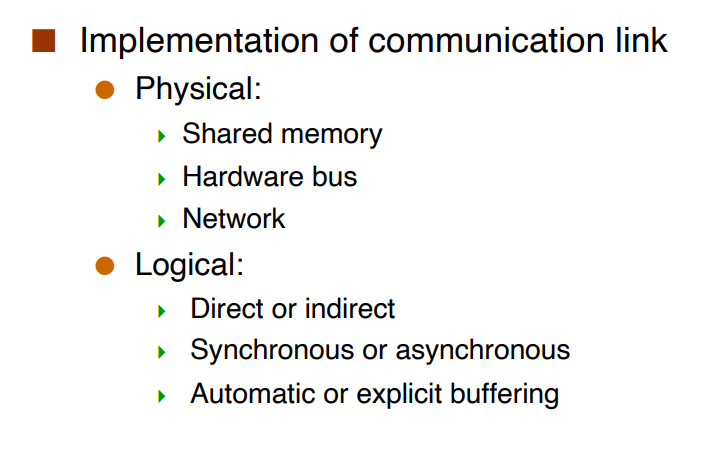 Implementation of communication link
Physical:
Shared memory
Hardware bus
Network
Logical:
Direct or indirect
Synchronous or asynchronous
Automatic or explicit buffering